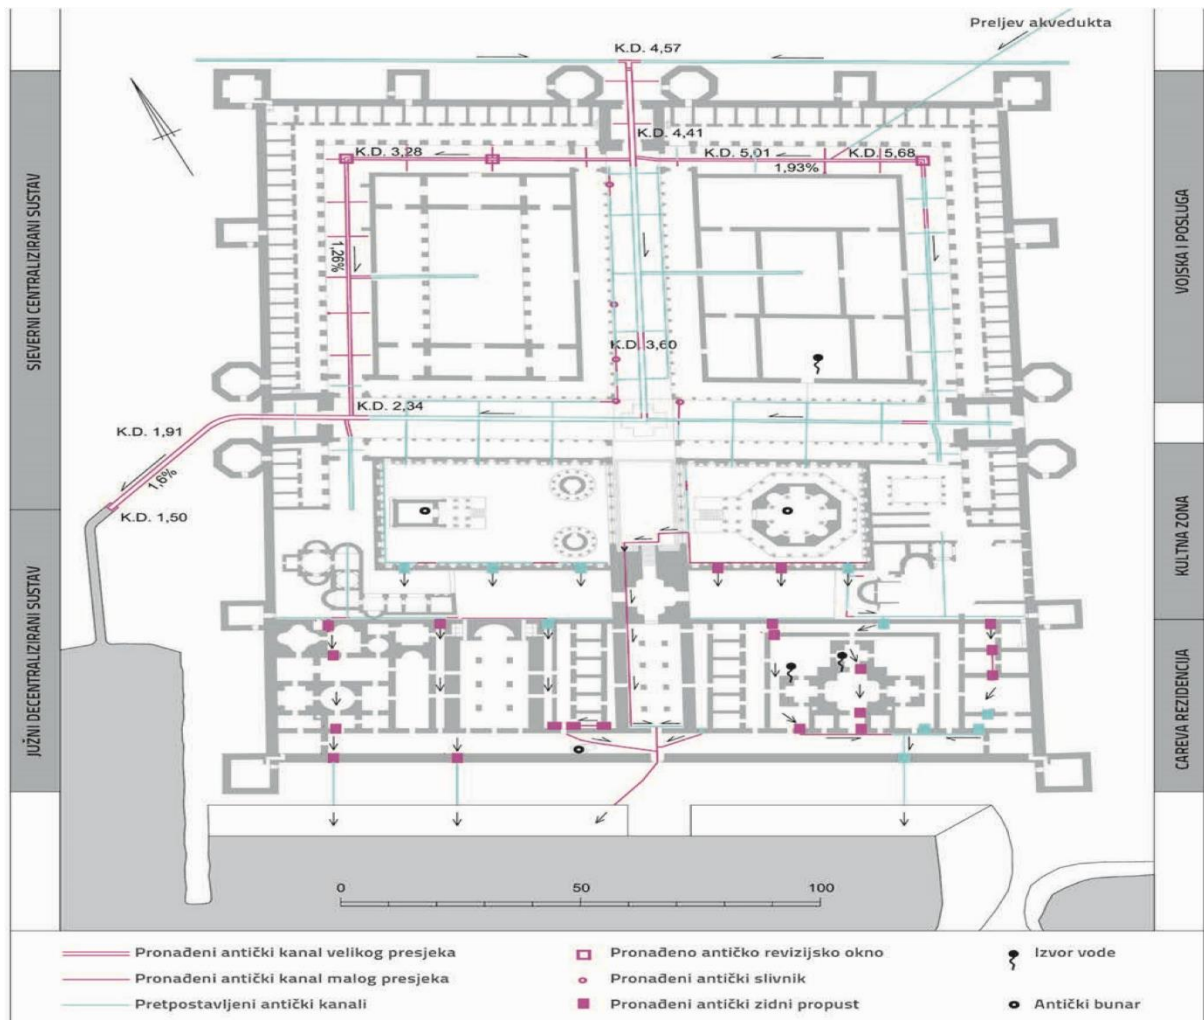 Preljev akvedukta
K.D. 4,57
K.D. 4,41
K.D. 3,28
K.D. 5,01
K.D. 5,68
1,93%
1,26%
K.D. 3,60
K.D. 2,34
K.D. 1,91
1,6%
K.D. 1,50
SJEVERNI CENTRALIZIRANI SUSTAV
JUŽNI DECENTRALIZIRANI SUSTAV
VOJSKA I POSLUGA
KULTNA ZONA
CAREVA REZIDENCIJA
0 50 100
Pronađeni antički kanal velikog presjeka
Pronađeni antički kanal malog presjeka
Pretpostavljeni antički kanali
Pronađeno antičko revizijsko okno
Pronađeni antički slivnik
Pronađeni antički zidni propust
Izvor vode
Antički bunar